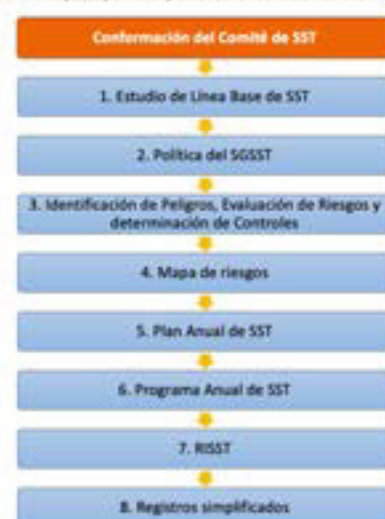 Conformación del Comité de SST
1. Estudio de Línea Base de SST
2. Política del SGSST
3. Identificación de Peligros, Evaluación de Riesgos y
determinación de Controles
4. Mapa de riesgos
5. Plan Anual de SST
6. Programa Anual de SST
7. RISST
8. Registros simplificados